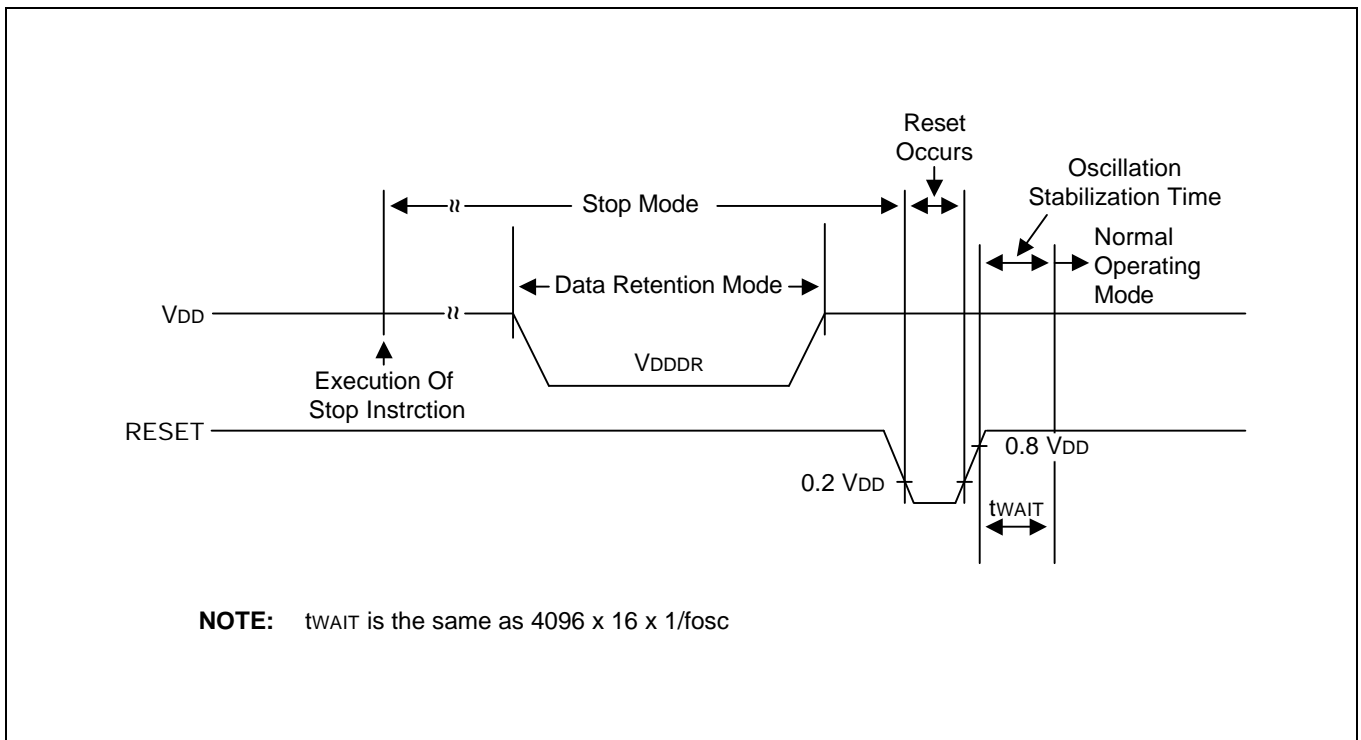 Reset
Occurs
Oscillation
Stabilization Time
Stop Mode
Normal
Operating
Mode
Data Retention Mode
VDD
VDDDR
Execution Of
Stop Instrction
RESET
0.8 VDD
0.2 VDD
tWAIT
NOTE: tWAIT is the same as 4096 x 16 x 1/fosc